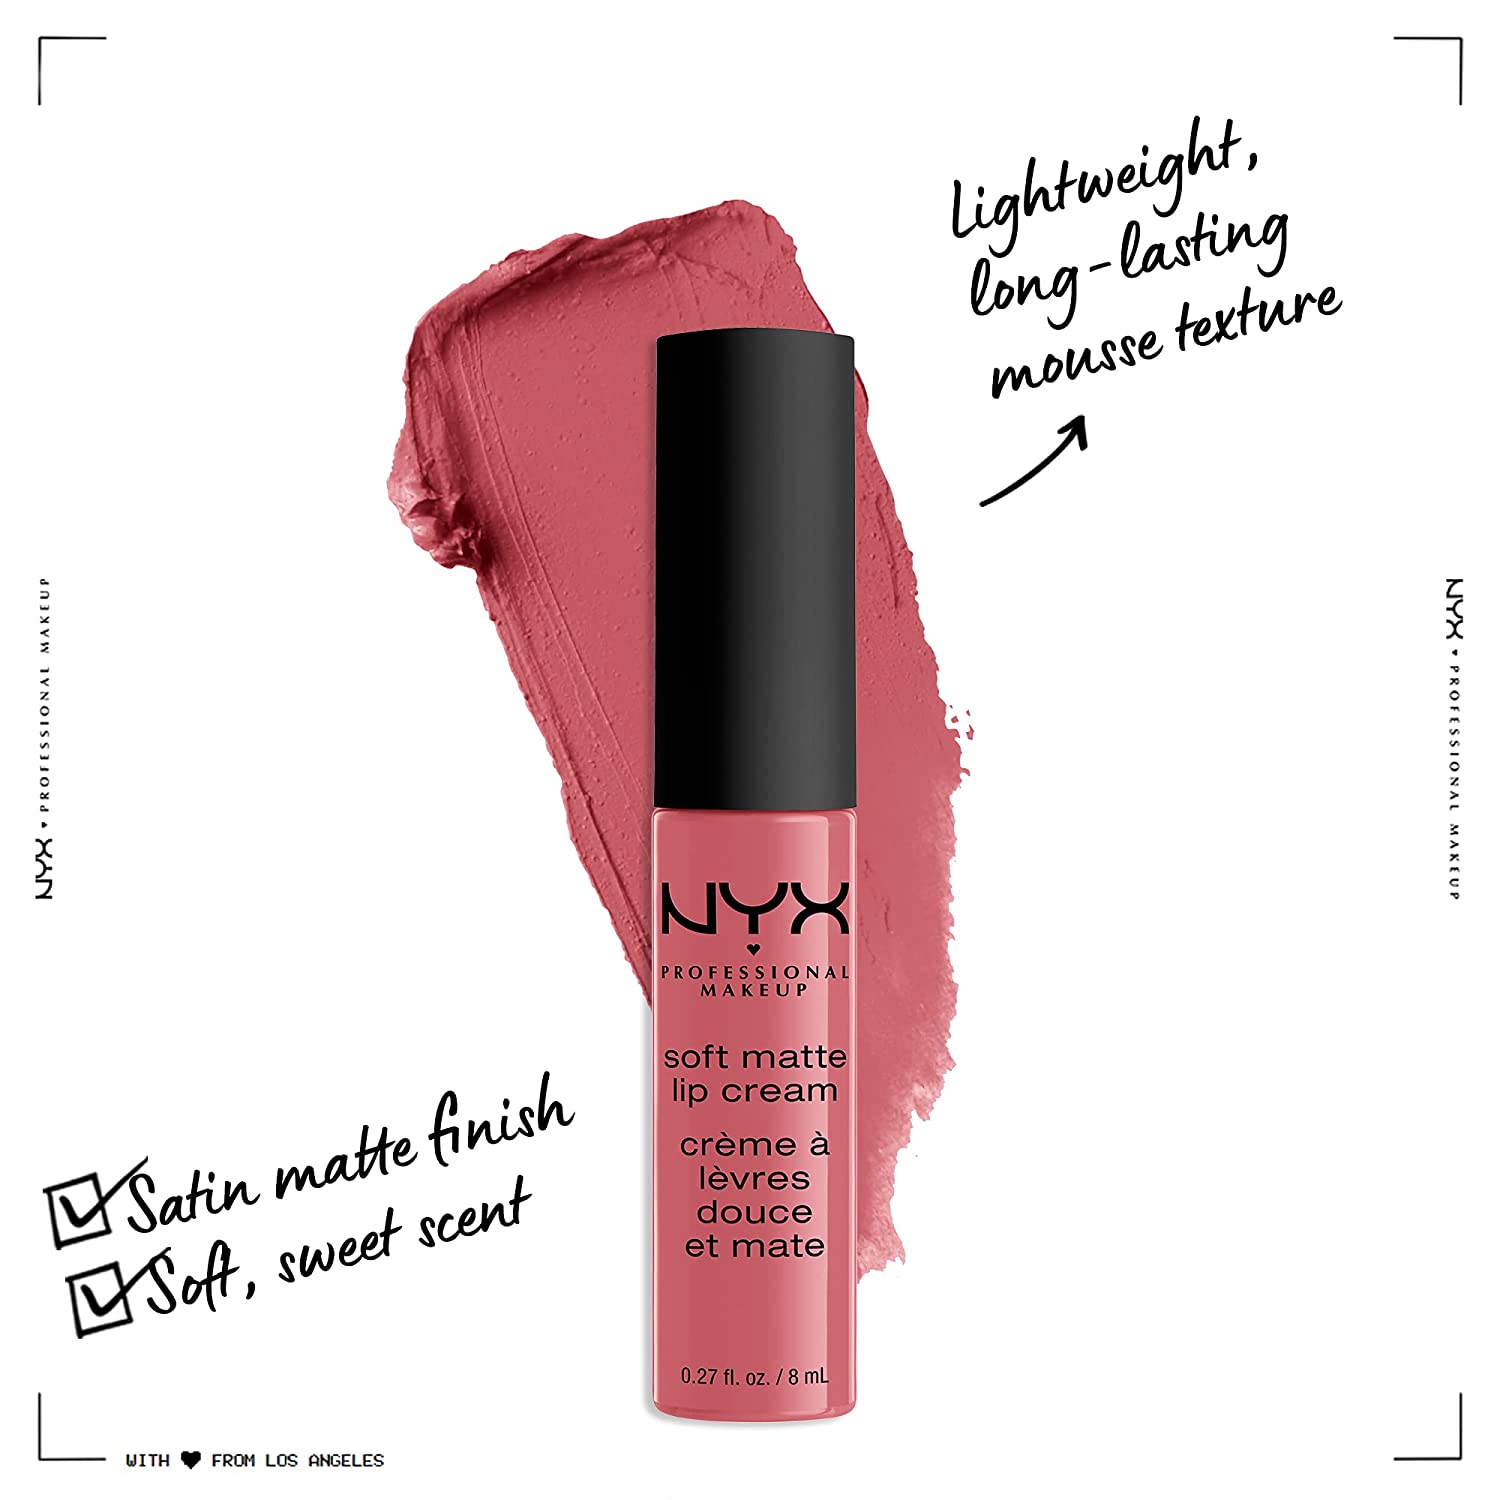 Lightweight,
long-lasting
mousse texture
NYX PROFESSIONAL MAKEUP
NYX PROFESSIONAL MAKEUP
NYX
PROFESSIONAL
MAKEUP
soft matte
lip cream
crème à
lèvres
douce
et mate
0.27 fl. oz. / 8 mL
Satin matte finish
Soft, sweet scent
WITH ♥ FROM LOS ANGELES